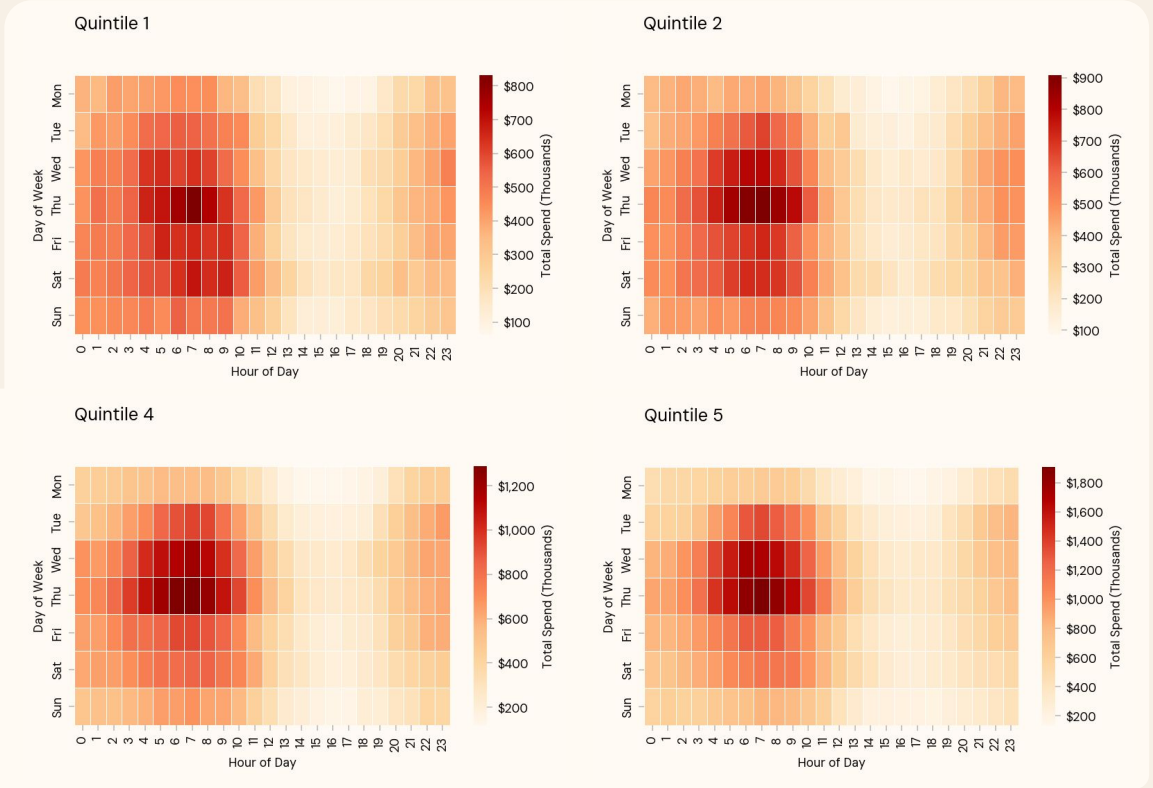 Quintile 1
Mon
Tue
Wed
Thu
Fri
Sat
Sun
Day of Week
0 1 2 3 4 5 6 7 8 9 10 11 12 13 14 15 16 17 18 19 20 21 22 23
Hour of Day
$800
$700
$600
$500
$400
$300
$200
$100
Total Spend (Thousands)
Quintile 2
Mon
Tue
Wed
Thu
Fri
Sat
Sun
Day of Week
0 1 2 3 4 5 6 7 8 9 10 11 12 13 14 15 16 17 18 19 20 21 22 23
Hour of Day
$900
$800
$700
$600
$500
$400
$300
$200
$100
Total Spend (Thousands)
Quintile 4
Mon
Tue
Wed
Thu
Fri
Sat
Sun
Day of Week
0 1 2 3 4 5 6 7 8 9 10 11 12 13 14 15 16 17 18 19 20 21 22 23
Hour of Day
$1,200
$1,000
$800
$600
$400
$200
Total Spend (Thousands)
Quintile 5
Mon
Tue
Wed
Thu
Fri
Sat
Sun
Day of Week
0 1 2 3 4 5 6 7 8 9 10 11 12 13 14 15 16 17 18 19 20 21 22 23
Hour of Day
$1,800
$1,600
$1,400
$1,200
$1,000
$800
$600
$400
$200
Total Spend (Thousands)